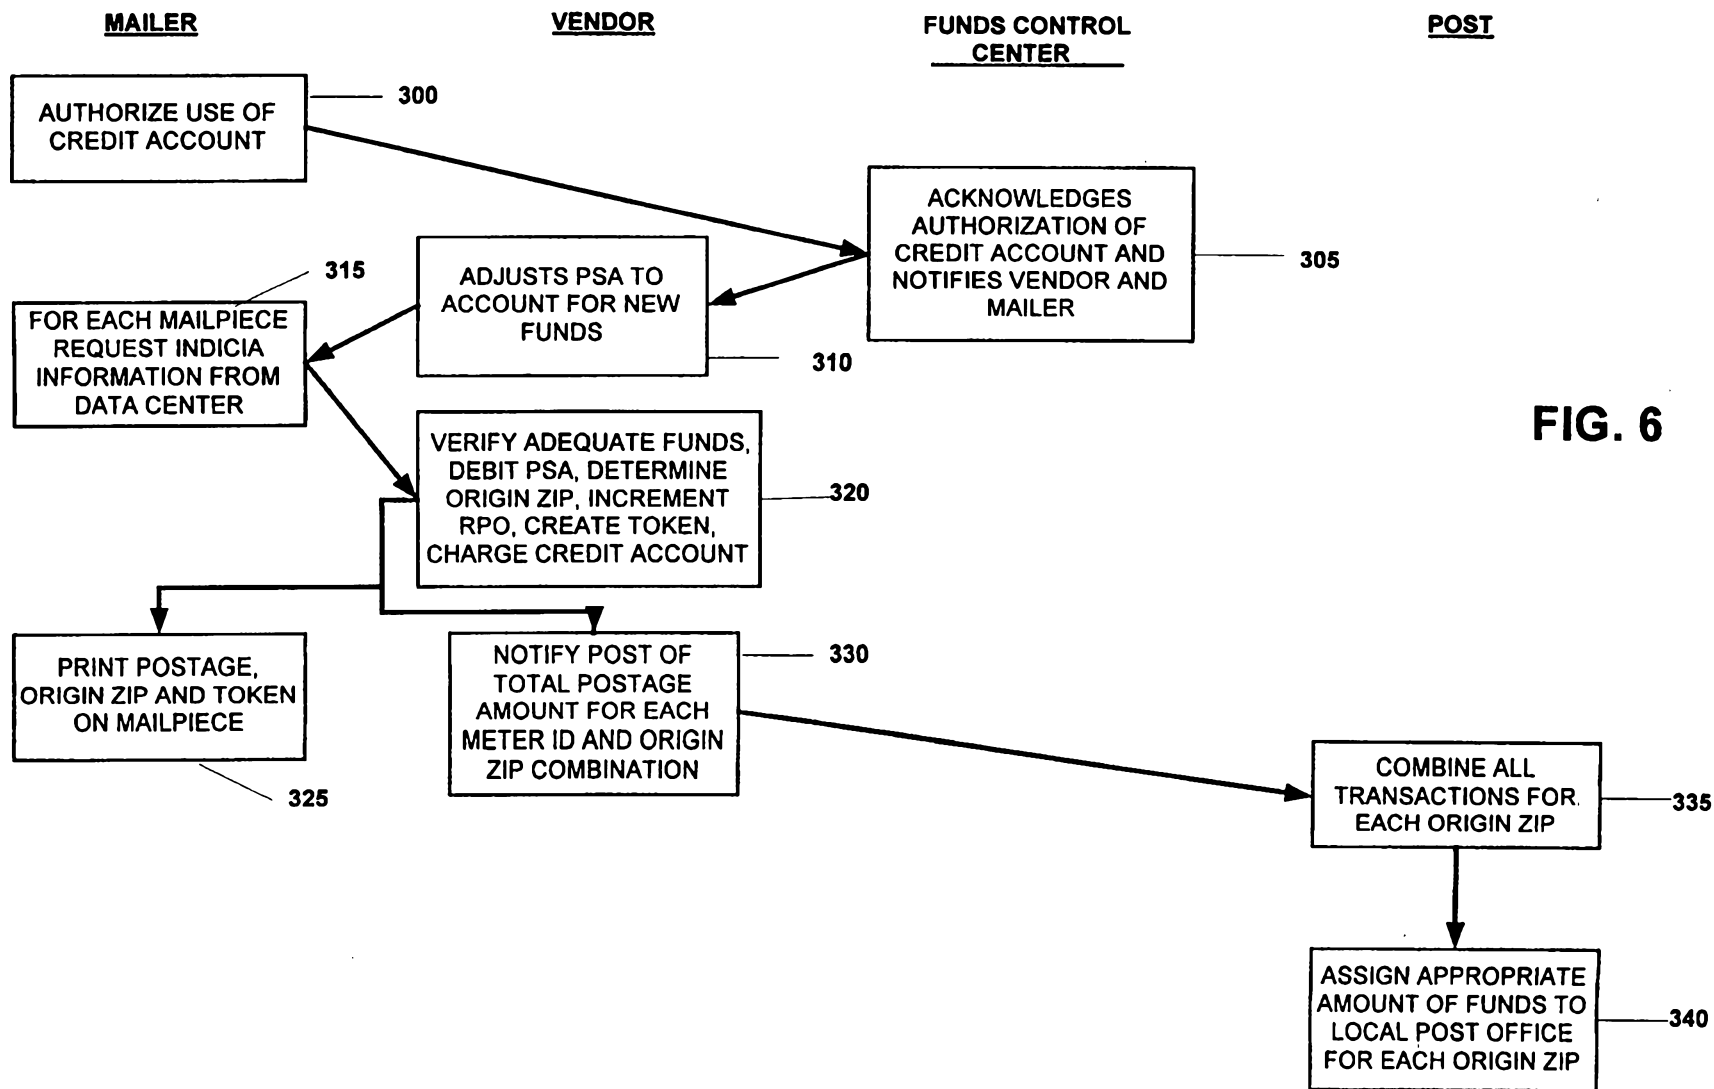 MAILER
VENDOR
FUNDS CONTROL
CENTER
POST
AUTHORIZE USE OF
CREDIT ACCOUNT
300
ACKNOWLEDGES
AUTHORIZATION OF
CREDIT ACCOUNT AND
NOTIFIES VENDOR AND
MAILER
305
ADJUSTS PSA TO
ACCOUNT FOR NEW
FUNDS
310
315
FOR EACH MAILPIECE
REQUEST INDICIA
INFORMATION FROM
DATA CENTER
FIG. 6
VERIFY ADEQUATE FUNDS,
DEBIT PSA, DETERMINE
ORIGIN ZIP, INCREMENT
RPO, CREATE TOKEN,
CHARGE CREDIT ACCOUNT
320
PRINT POSTAGE,
ORIGIN ZIP AND TOKEN
ON MAILPIECE
325
NOTIFY POST OF
TOTAL POSTAGE
AMOUNT FOR EACH
METER ID AND ORIGIN
ZIP COMBINATION
330
COMBINE ALL
TRANSACTIONS FOR
EACH ORIGIN ZIP
335
ASSIGN APPROPRIATE
AMOUNT OF FUNDS TO
LOCAL POST OFFICE
FOR EACH ORIGIN ZIP
340